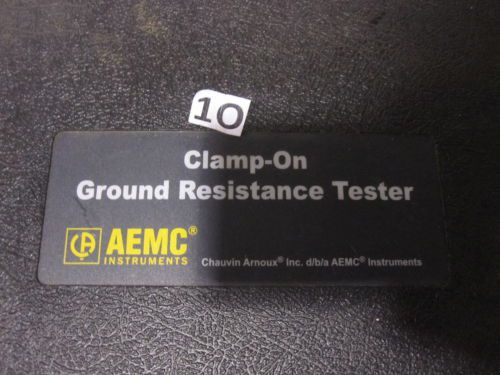 10
Clamp-On
Ground Resistance Tester
AEMC®
INSTRUMENTS
Chauvin Arnoux® Inc. d/b/a AEMC® Instruments